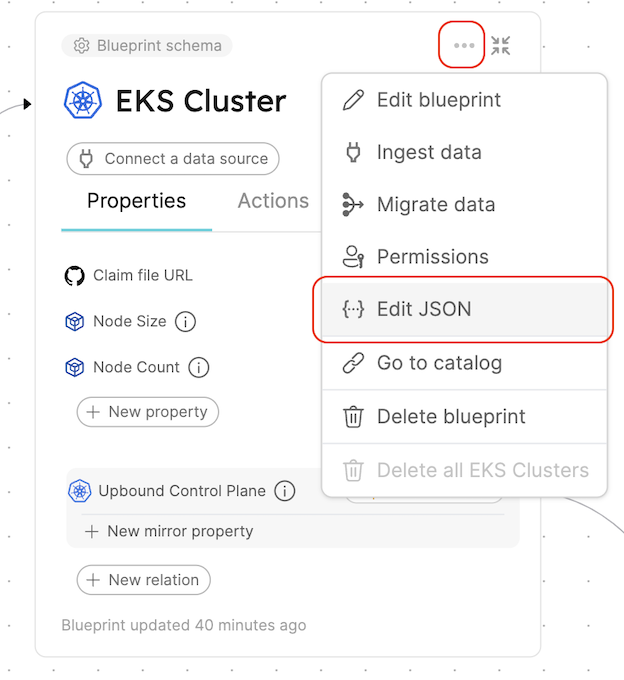 Blueprint schema
EKS Cluster
Connect a data source
Properties
Actions
Claim file URL
Node Size
Node Count
+ New property
Upbound Control Plane
+ New mirror property
+ New relation
Blueprint updated 40 minutes ago
Edit blueprint
Ingest data
Migrate data
Permissions
Edit JSON
Go to catalog
Delete blueprint
Delete all EKS Clusters